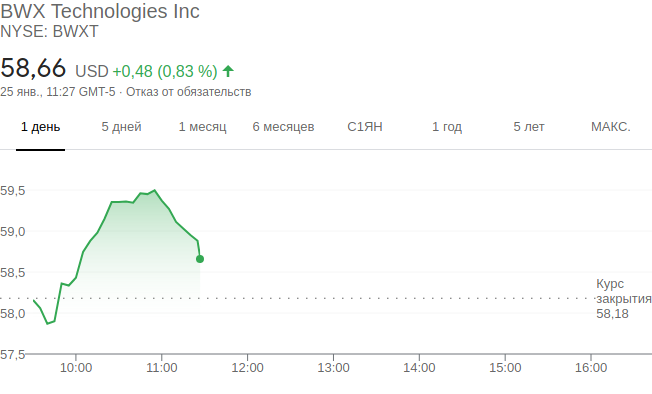 BWX Technologies Inc
NYSE: BWXT
58,66 USD +0,48 (0,83 %)
25 янв., 11:27 GMT-5 · Отказ от обязательств
1 день 5 дней 1 месяц 6 месяцев С1ЯН 1 год 5 лет МАКС.
59,5
59,0
58,5
58,0
57,5
Курс
закрытия
58,18
10:00 11:00 12:00 13:00 14:00 15:00 16:00